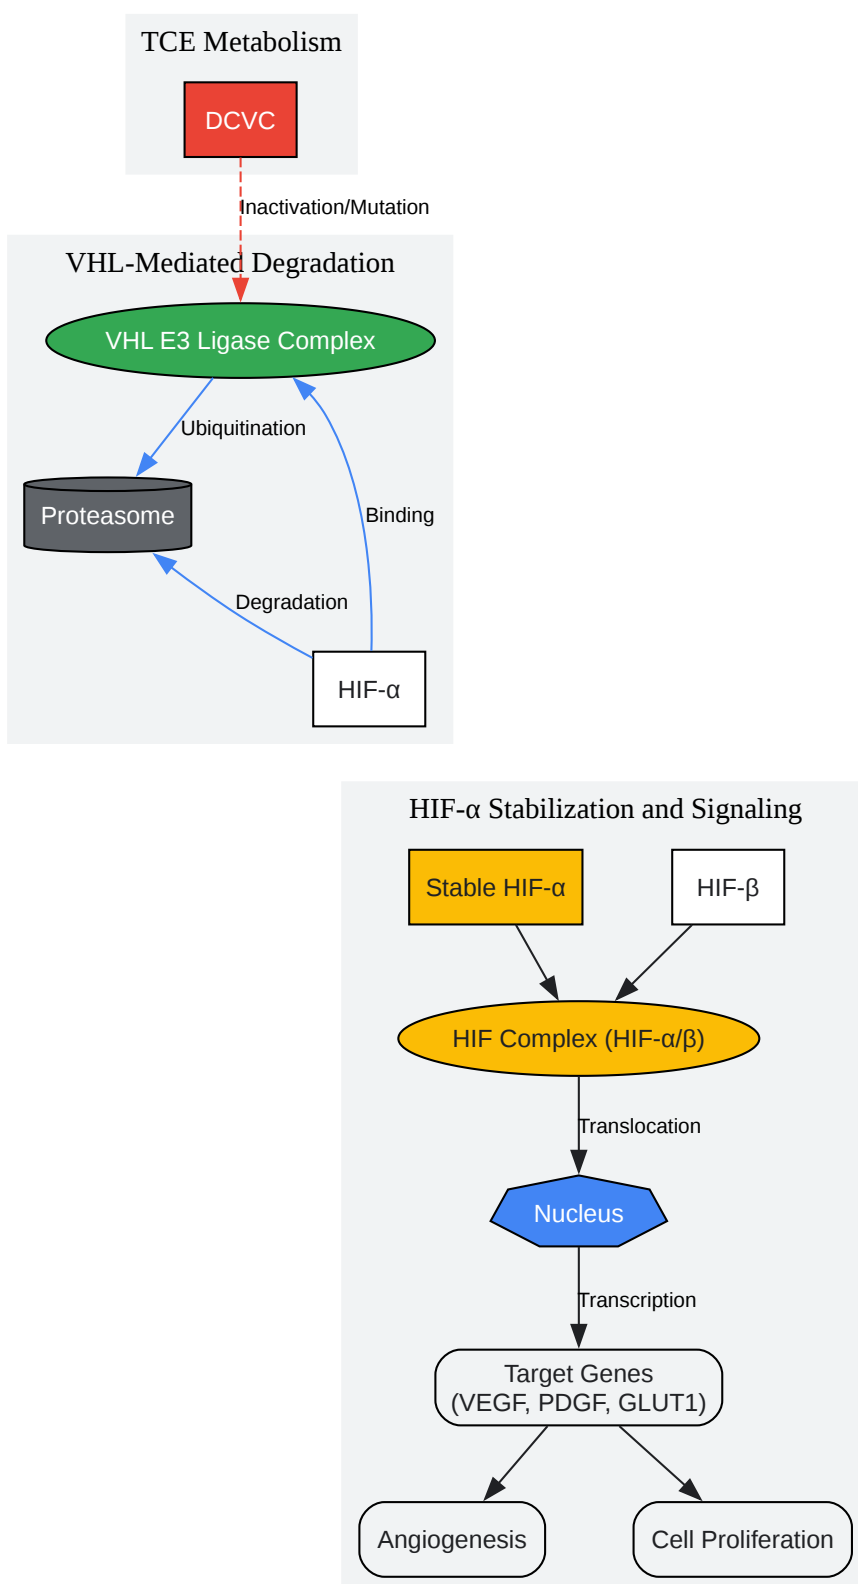 TCE Metabolism
DCVC
Inactivation/Mutation
VHL-Mediated Degradation
VHL E3 Ligase Complex
Ubiquitination
Proteasome
Binding
Degradation
HIF-α
HIF-α Stabilization and Signaling
Stable HIF-α
HIF-β
HIF Complex (HIF-α/β)
Translocation
Nucleus
Transcription
Target Genes
(VEGF, PDGF, GLUT1)
Angiogenesis
Cell Proliferation